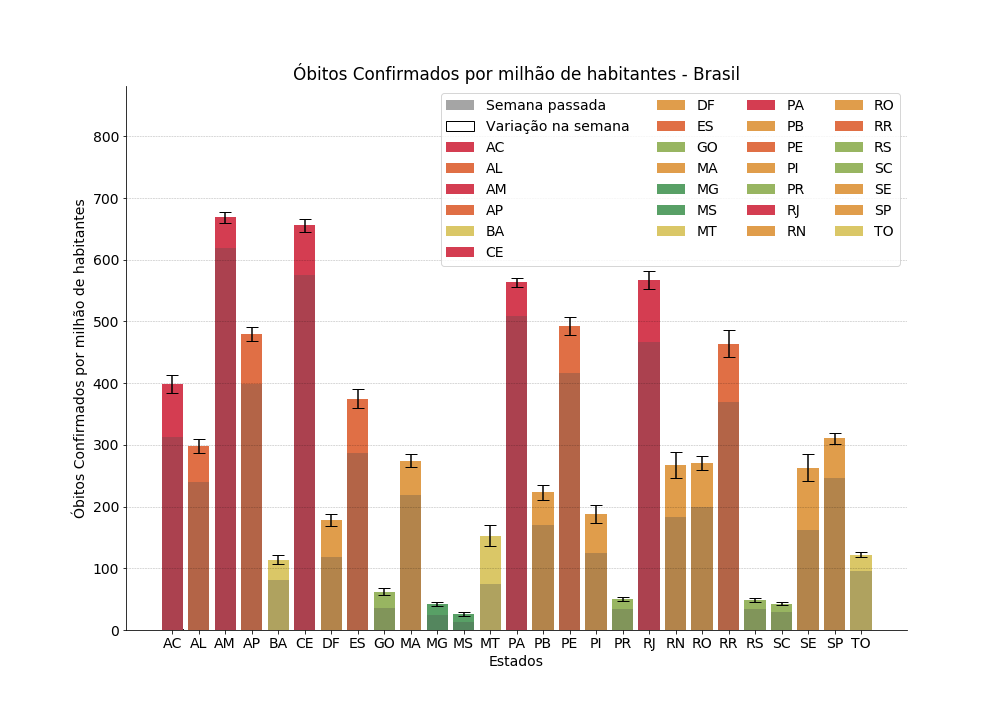 Óbitos Confirmados por milhão de habitantes - Brasil
Óbitos Confirmados por milhão de habitantes
800
700
600
500
400
300
200
100
0
Semana passada
Variação na semana
AC
AL
AM
AP
BA
CE
DF
ES
GO
MA
MG
MS
MT
PA
PB
PE
PI
PR
RJ
RN
RO
RR
RS
SC
SE
SP
TO
AC AL AM AP BA CE DF ES GO MA MG MS MT PA PB PE PI PR RJ RN RO RR RS SC SE SP TO
Estados